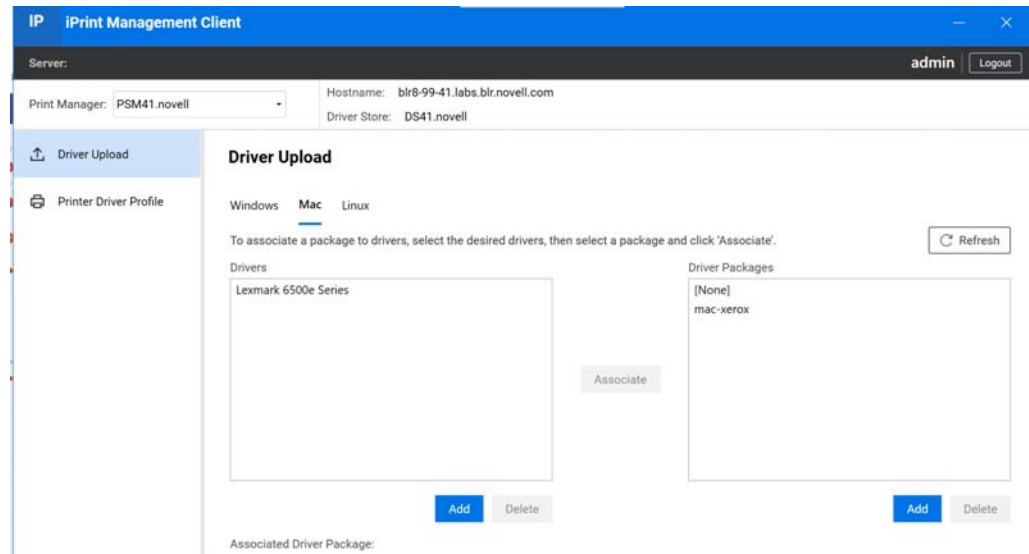 IP iPrint Management Client
Server:
admin
Logout
Print Manager: PSM41.novell
Hostname: blr8-99-41.labs.blr.novell.com
Driver Store: DS41.novell
Driver Upload
Printer Driver Profile
Driver Upload
Windows Mac Linux
To associate a package to drivers, select the desired drivers, then select a package and click 'Associate'.
Refresh
Drivers
Lexmark 6500e Series
Associate
Driver Packages
[None]
mac-xerox
Add Delete
Add Delete
Associated Driver Package: